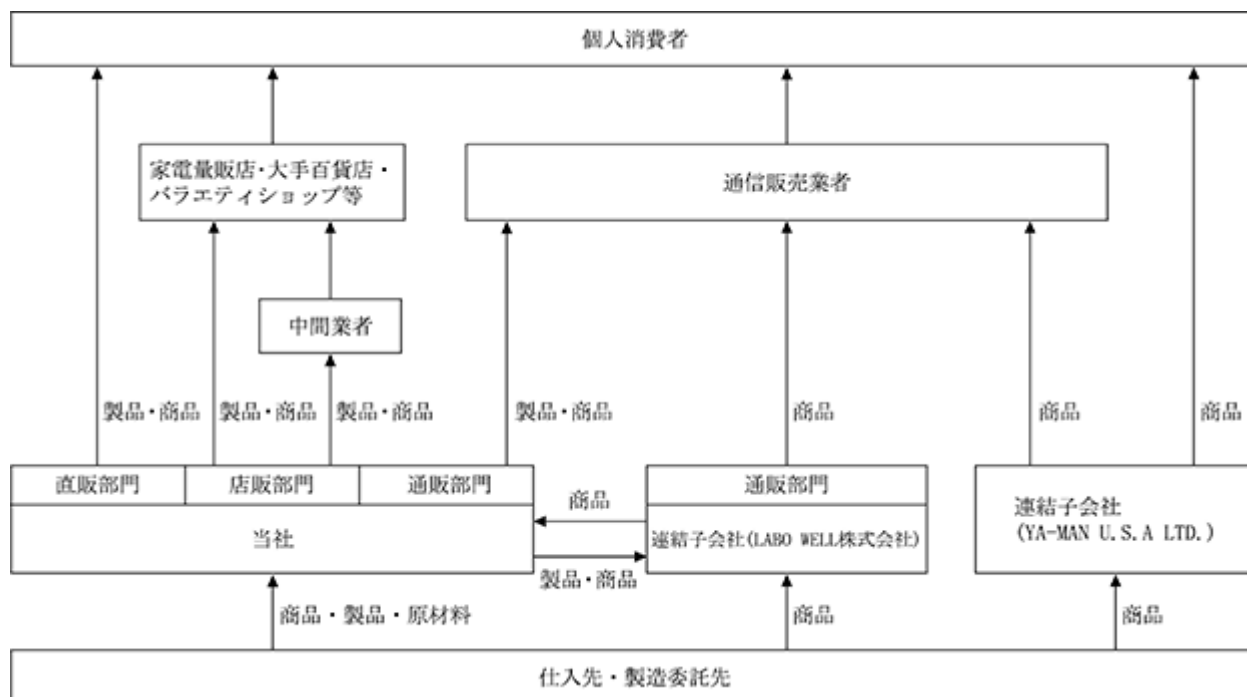 個人消費者
家電量販店・大手百貨店・
バラエティショップ等
通信販売業者
中間業者
製品・商品
製品・商品
製品・商品
製品・商品
商品
商品
商品
直販部門
店販部門
通販部門
通販部門
当社
商品
製品・商品
連結子会社(LABO WELL株式会社)
連結子会社
(YA-MAN U.S.A LTD.)
商品・製品・原材料
商品
商品
仕入先・製造委託先